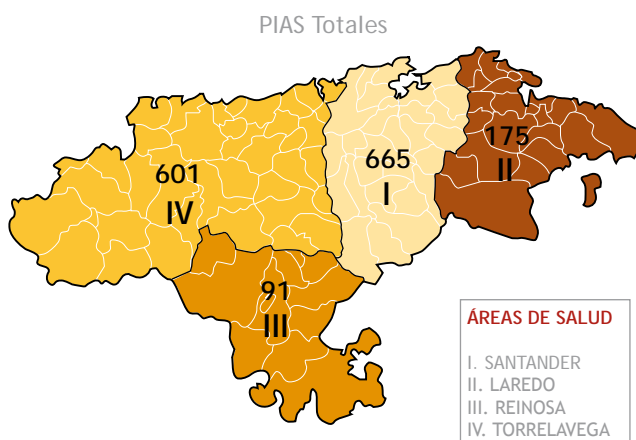 PIAS Totales
601
IV
665
I
175
II
91
III
ÁREAS DE SALUD
I. SANTANDER
II. LAREDO
III. REINOSA
IV. TORRELAVEGA